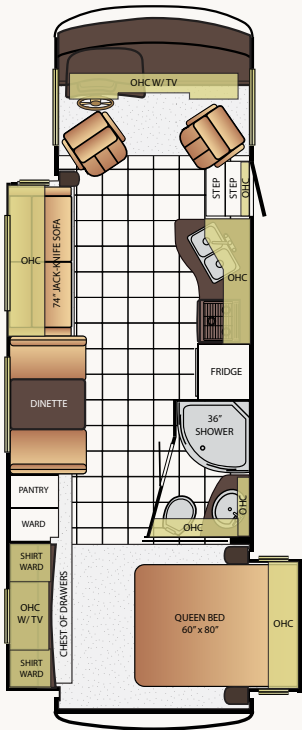 OHC W/ TV
STEP
STEP
OHC
74" JACK-KNIFE SOFA
OHC
OHC
FRIDGE
DINETTE
36"
SHOWER
PANTRY
WARD
OHC
OHC
SHIRT
WARD
OHC
W/ TV
SHIRT
WARD
CHEST OF DRAWERS
QUEEN BED
60" x 80"
OHC